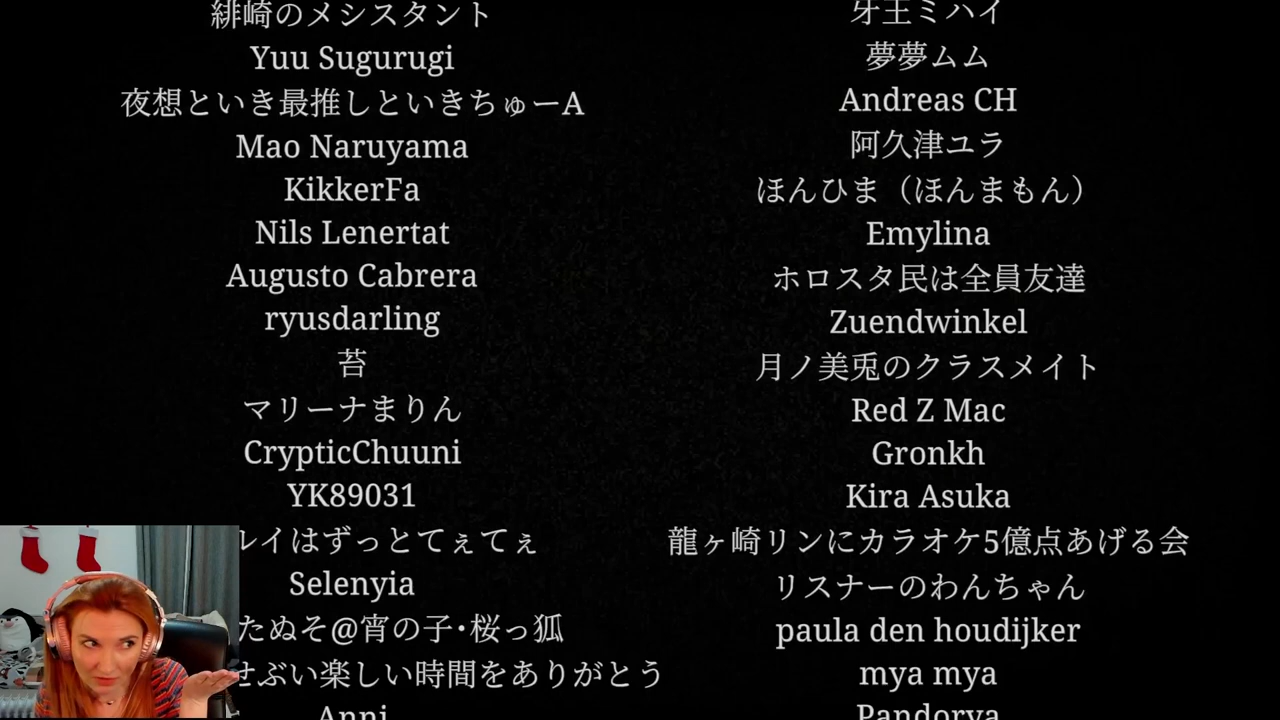 緋崎のメシスタント
Yuu Sugurugi
夜想といき最推しといきちゅーA
Mao Naruyama
KikkerFa
Nils Lenertat
Augusto Cabrera
ryusdarling
苔
マリーナまりん
CrypticChuuni
YK89031
ルイはずっとてぇてぇ
Selenyia
たぬそ@宵の子・桜っ狐
せぶい楽しい時間をありがとう
Anni
牙王ミハイ
夢夢ムム
Andreas CH
阿久津ユラ
ほんひま（ほんまもん）
Emylina
ホロスタ民は全員友達
Zuendwinkel
月ノ美兎のクラスメイト
Red Z Mac
Gronkh
Kira Asuka
龍ヶ崎リンにカラオケ5億点あげる会
リスナーのわんちゃん
paula den houdijker
mya mya
Pandorya